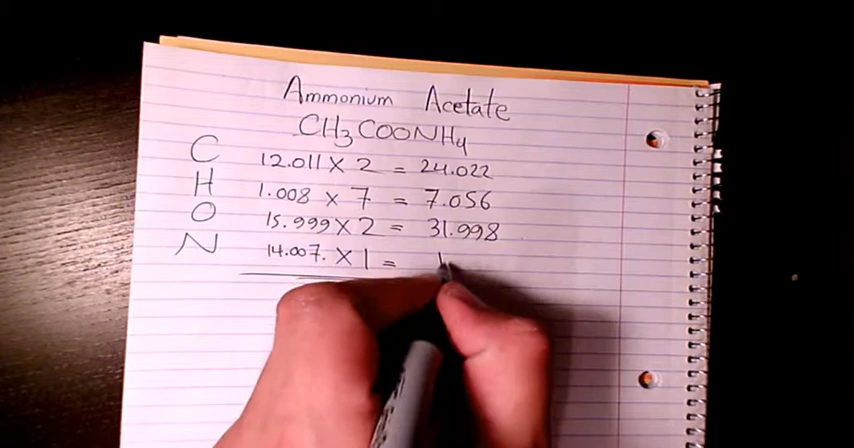 Ammonium Acetate
CH3COONH4
C 12.011 X 2 = 24.022
H 1.008 x 7 = 7.056
O 15.999 X 2 = 31.998
N 14.007. X 1 = 1